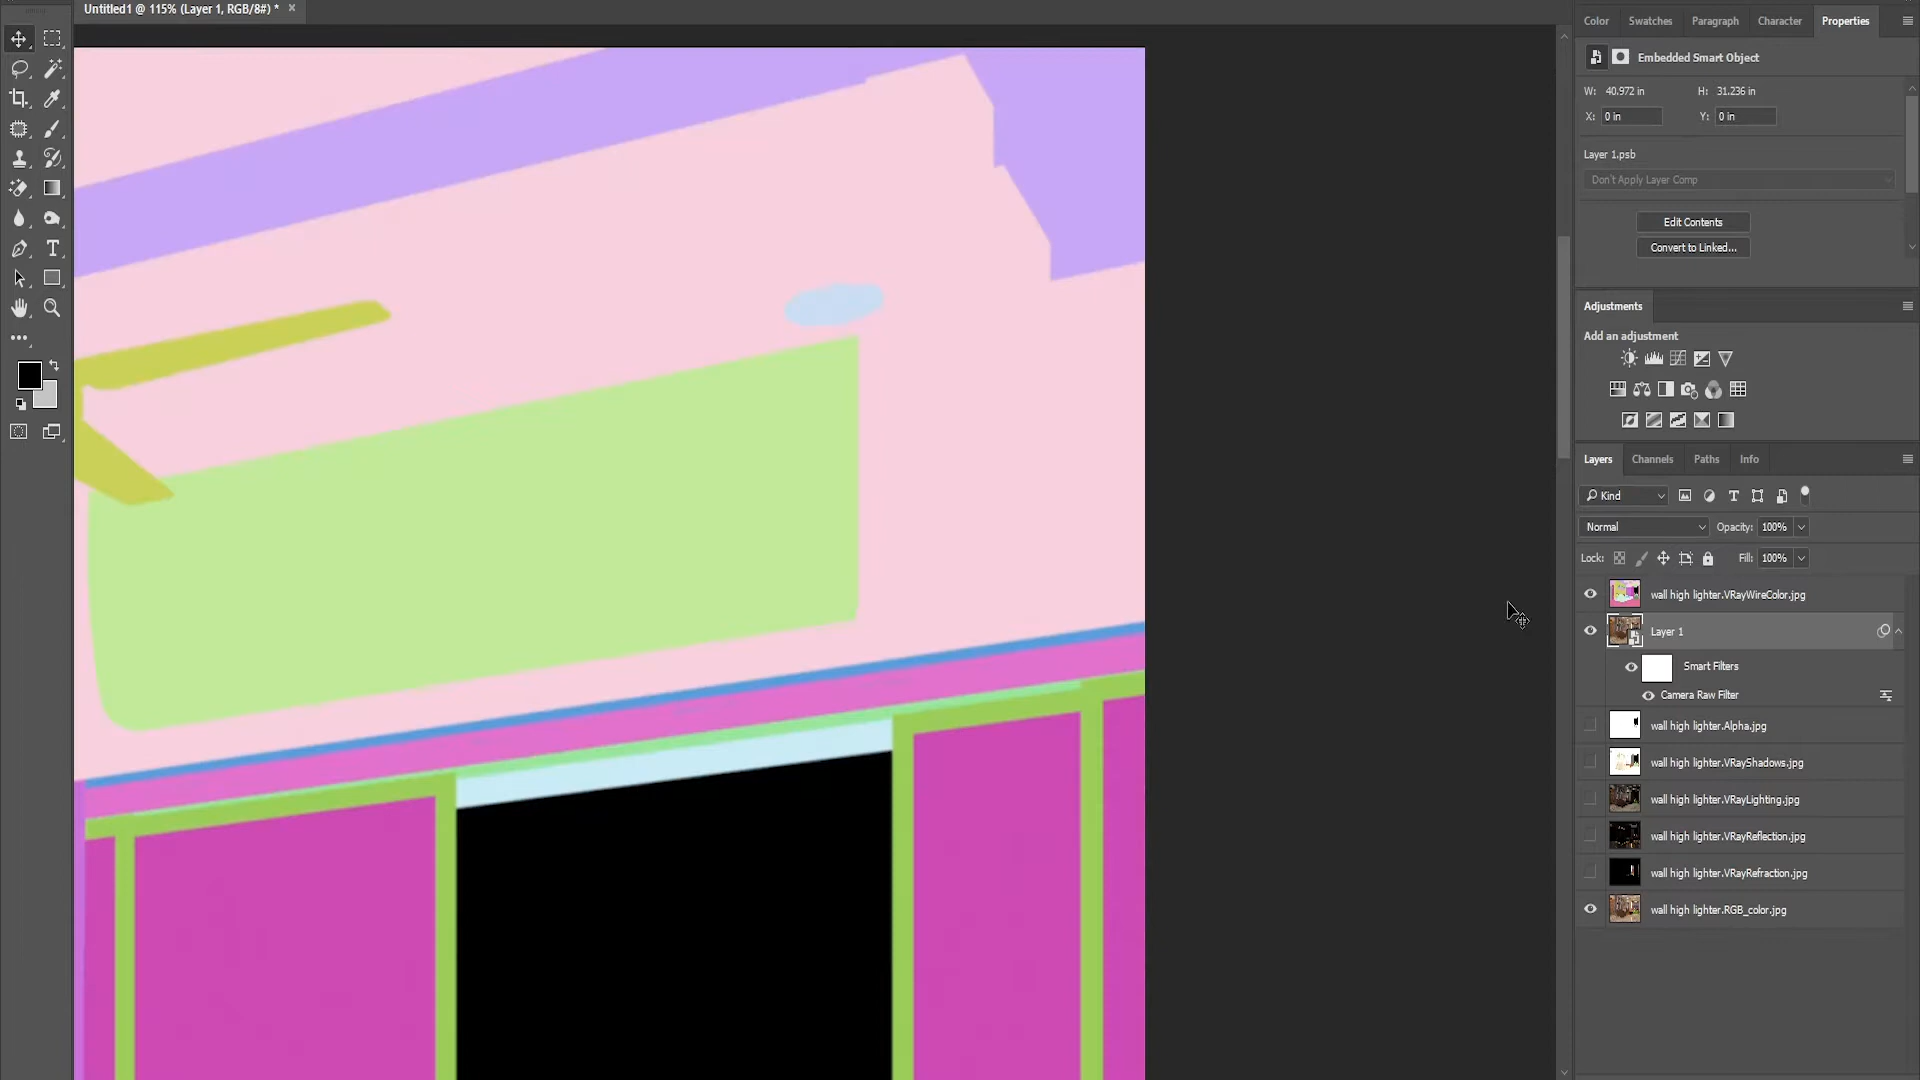 Untitled1 @ 115% (Layer 1, RGB/8#) * ×
Color Swatches Paragraph Character Properties
Embedded Smart Object
W: 40.972 in H: 31.236 in
X: 0 in Y: 0 in
Layer 1.psb
Don't Apply Layer Comp
Edit Contents
Convert to Linked...
Adjustments
Add an adjustment
Layers Channels Paths Info
Kind
Normal Opacity: 100%
Lock: Fill: 100%
wall high lighter.VRayWireColor.jpg
Layer 1
Smart Filters
Camera Raw Filter
wall high lighter.Alpha.jpg
wall high lighter.VRayShadows.jpg
wall high lighter.VRayLighting.jpg
wall high lighter.VRayReflection.jpg
wall high lighter.VRayRefraction.jpg
wall high lighter.RGB_color.jpg